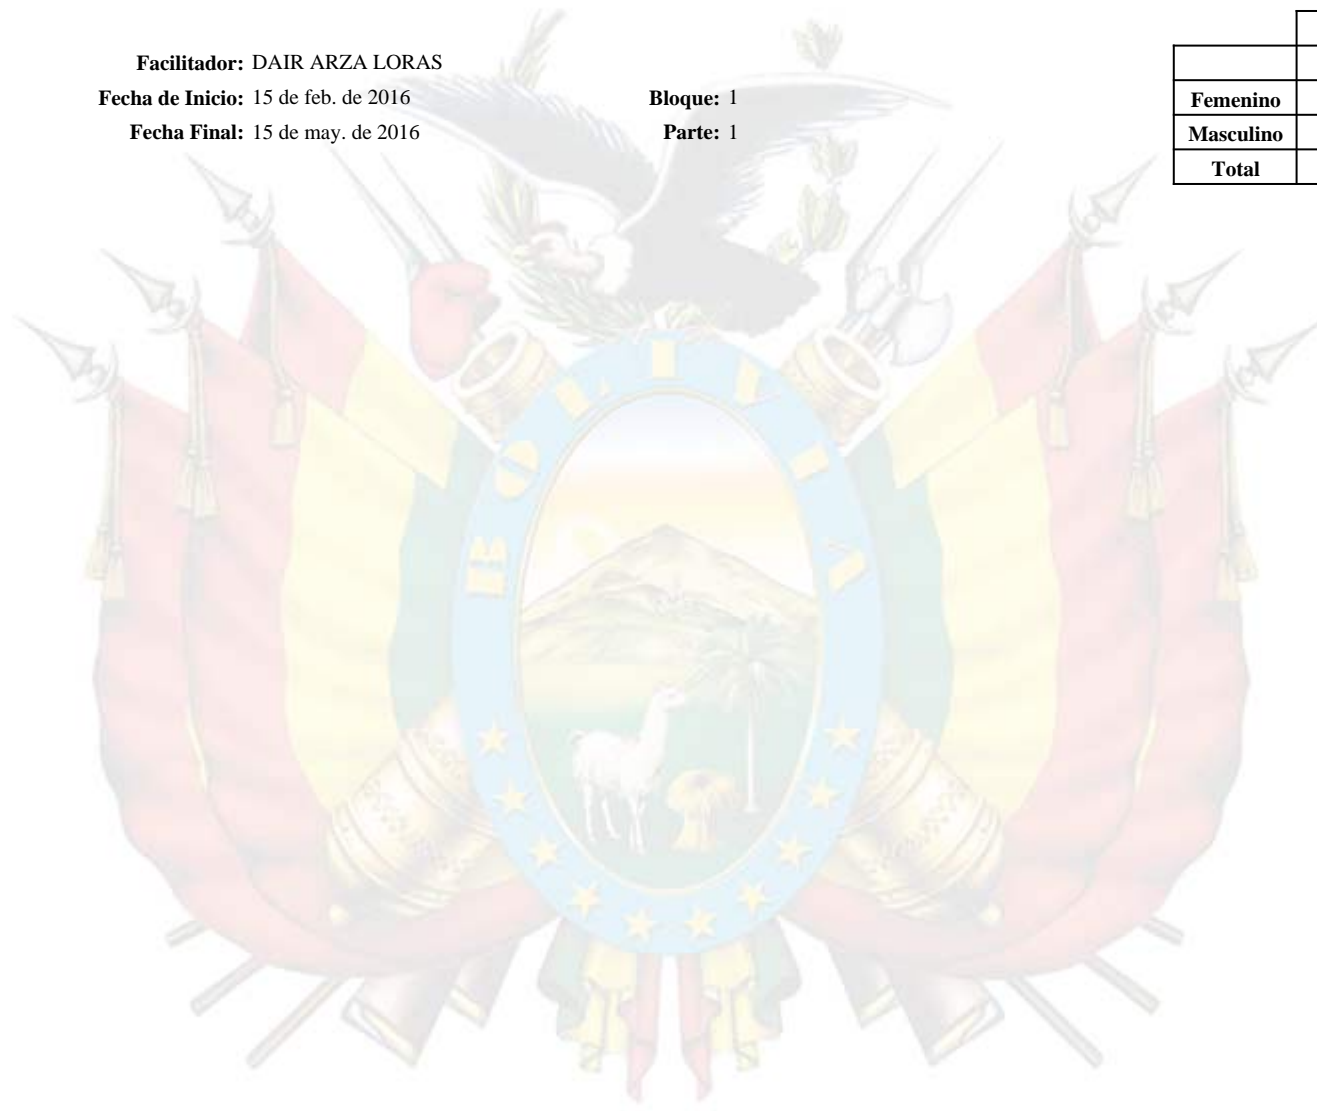 Facilitador: DAIR ARZA LORAS
Fecha de Inicio: 15 de feb. de 2016
Bloque: 1
Fecha Final: 15 de may. de 2016
Parte: 1
Femenino
Masculino
Total
BOLIVIA